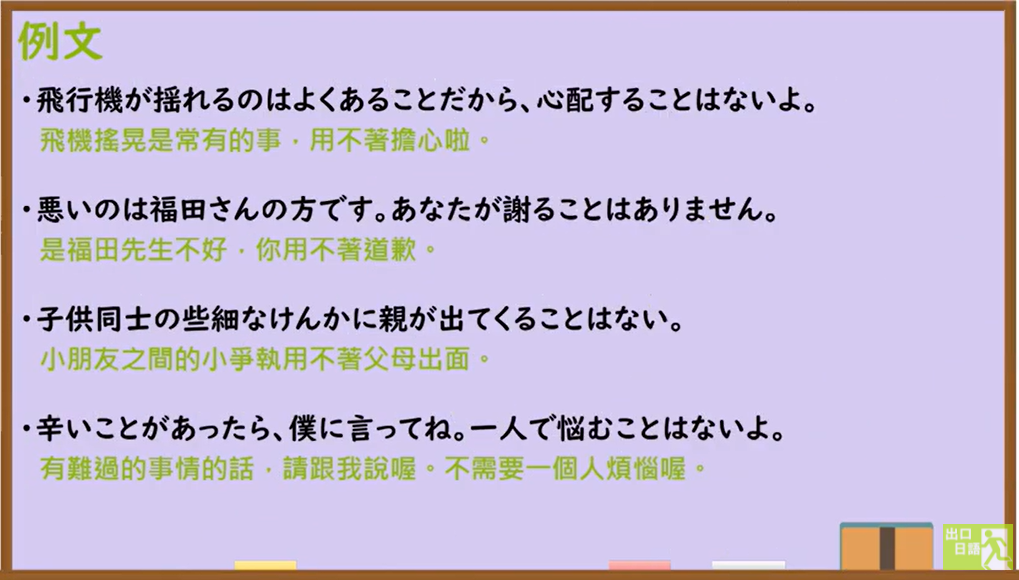 例文
・飛行機が揺れるのはよくあることだから、心配することはないよ。
飛機搖晃是常有的事，用不著擔心啦。
・悪いのは福田さんの方です。あなたが謝ることはありません。
是福田先生不好，你用不著道歉。
・子供同士の些細なけんかに親が出てくることはない。
小朋友之間的小爭執用不著父母出面。
・辛いことがあったら、僕に言ってね。一人で悩むことはないよ。
有難過的事情的話，請跟我說喔。不需要一個人煩惱喔。
出口
日語